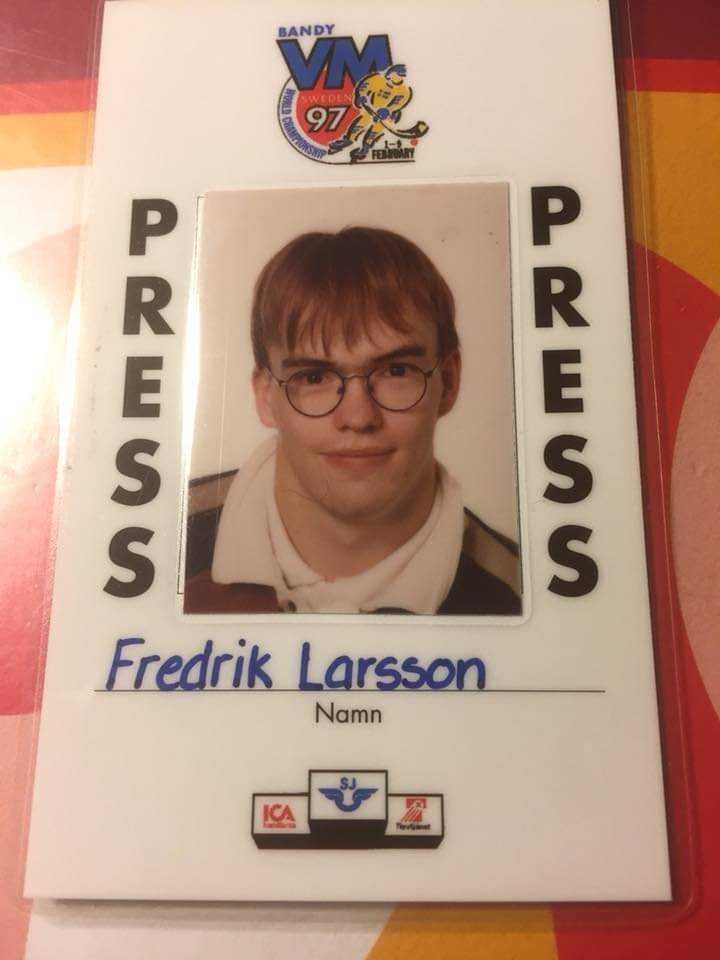 BANDY
VM
SWEDEN
97
WORLD CHAMPIONSHIP
1-9
FEBRUARY
PRESS
PRESS
Fredrik Larsson
Namn
SJ
ICA